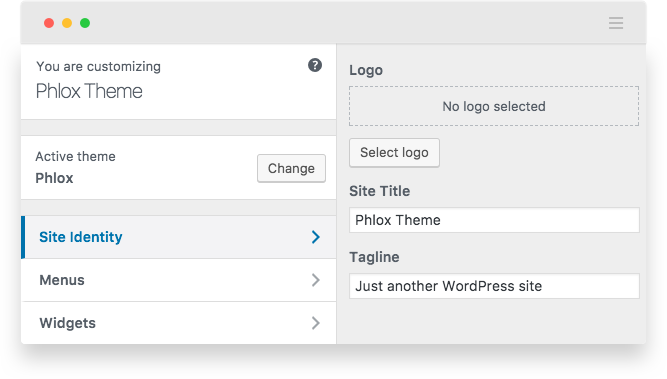 You are customizing
Phlox Theme
Active theme
Phlox
Change
Site Identity
Menus
Widgets
Logo
No logo selected
Select logo
Site Title
Phlox Theme
Tagline
Just another WordPress site